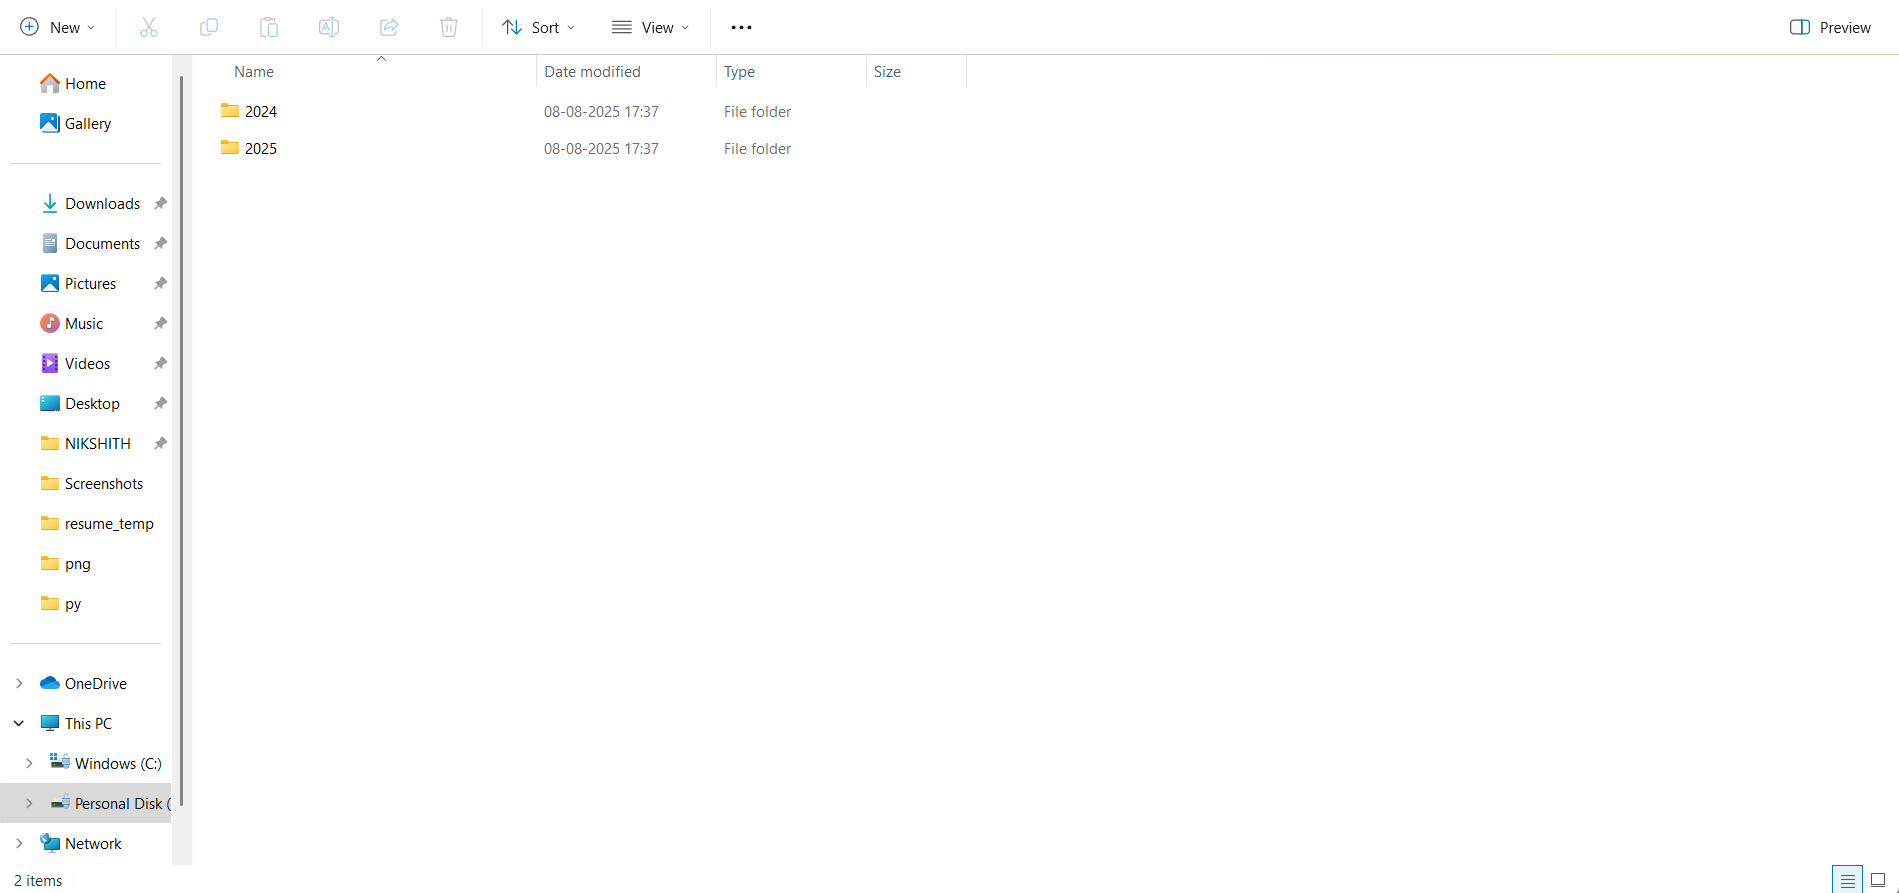 New Sort View ••• Preview
Name Date modified Type Size
2024 08-08-2025 17:37 File folder
2025 08-08-2025 17:37 File folder
Home
Gallery
Downloads
Documents
Pictures
Music
Videos
Desktop
NIKSHITH
Screenshots
resume_temp
png
py
OneDrive
This PC
Windows (C:)
Personal Disk (
Network
2 items